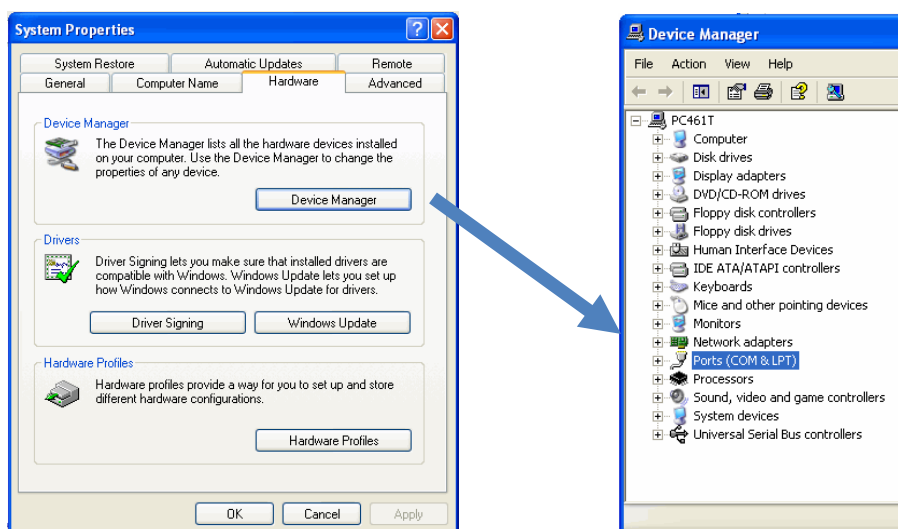 System Properties
System Restore Automatic Updates Remote
General Computer Name Hardware Advanced
Device Manager
The Device Manager lists all the hardware devices installed
on your computer. Use the Device Manager to change the
properties of any device.
Device Manager
Drivers
Driver Signing lets you make sure that installed drivers are
compatible with Windows. Windows Update lets you set up
how Windows connects to Windows Update for drivers.
Driver Signing Windows Update
Hardware Profiles
Hardware profiles provide a way for you to set up and store
different hardware configurations.
Hardware Profiles
OK Cancel Apply
Device Manager
File Action View Help
PC461T
Computer
Disk drives
Display adapters
DVD/CD-ROM drives
Floppy disk controllers
Floppy disk drives
Human Interface Devices
IDE ATA/ATAPI controllers
Keyboards
Mice and other pointing devices
Monitors
Network adapters
Ports (COM & LPT)
Processors
Sound, video and game controllers
System devices
Universal Serial Bus controllers